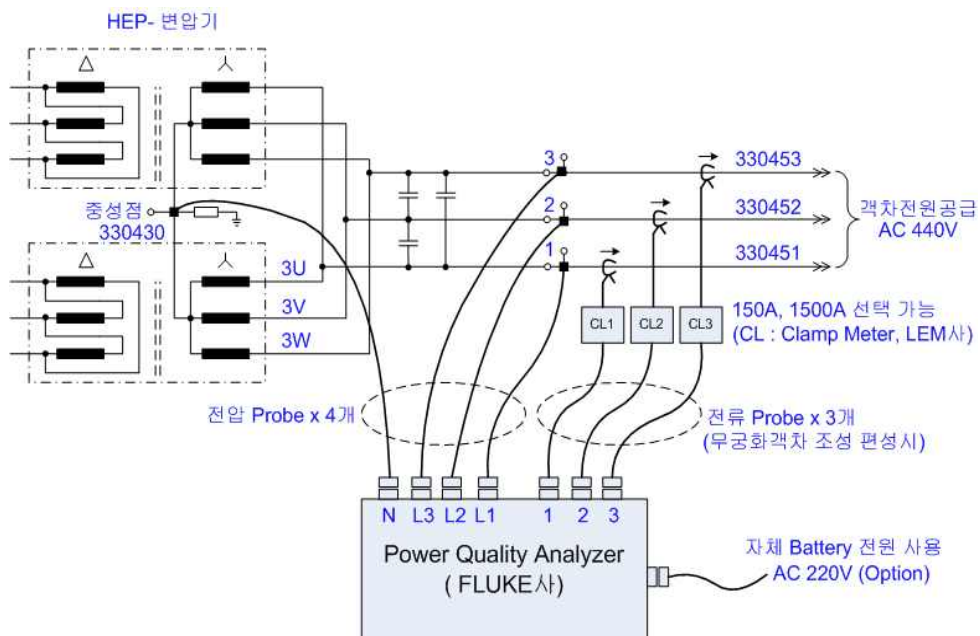 HEP- 변압기
중성점
330430
3U
3V
3W
3
2
1
330453
330452
330451
객차전원공급
AC 440V
CL1
CL2
CL3
150A, 1500A 선택 가능
(CL : Clamp Meter, LEM사)
전압 Probe x 4개
전류 Probe x 3개
(무궁화객차 조성 편성시)
N L3 L2 L1 1 2 3
Power Quality Analyzer
( FLUKE사)
자체 Battery 전원 사용
AC 220V (Option)